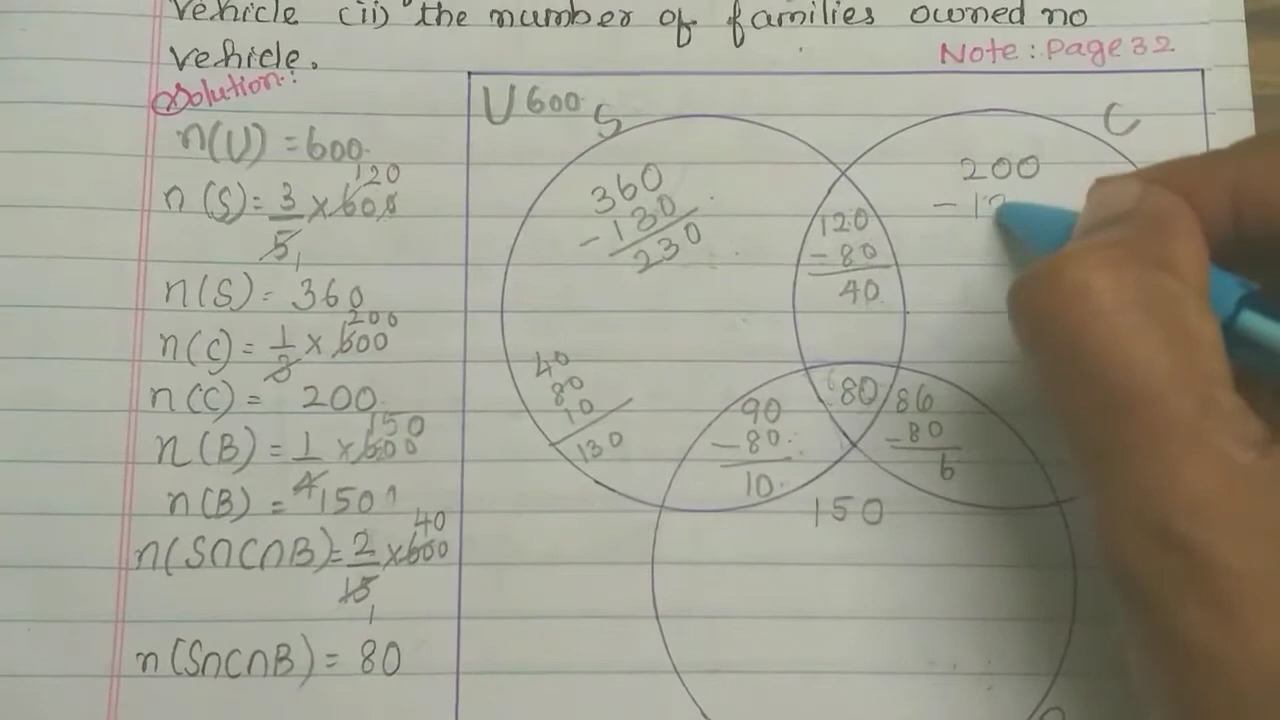 vehicle (ii) the number of families owned no
vehicle.
Note: page 32
Solution:
n(U) = 600
120
n(S) = 3/5 × 600
1
n(S) = 360
200
n(C) = 1/3 × 600
n(C) = 200
150
n(B) = 1/4 × 600
n(B) = 150
40
n(S∩C∩B) = 2/15 × 600
1
n(S∩C∩B) = 80
U 600
S
C
360
-130
230
200
120
-80
40
40
80
10
130
90
-80
10
80
86
-80
6
150